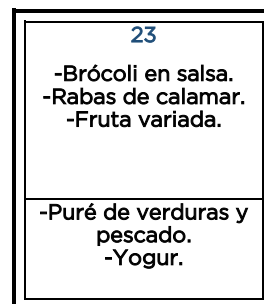 23
-Brócoli en salsa.
-Rabas de calamar.
-Fruta variada.
-Puré de verduras y
pescado.
-Yogur.